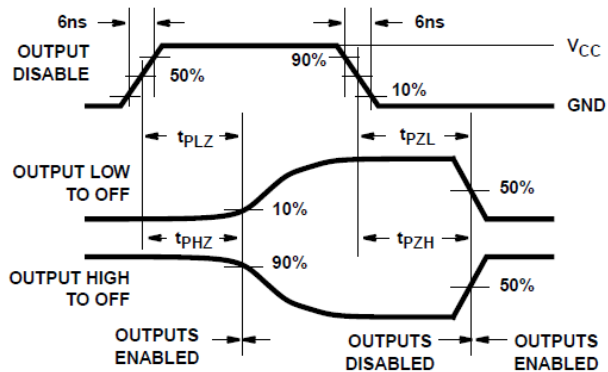 6ns
6ns
OUTPUT
DISABLE
50%
90%
10%
VCC
GND
tPLZ
tPZL
OUTPUT LOW
TO OFF
10%
50%
tPHZ
tPZH
OUTPUT HIGH
TO OFF
90%
50%
OUTPUTS
ENABLED
OUTPUTS
DISABLED
OUTPUTS
ENABLED